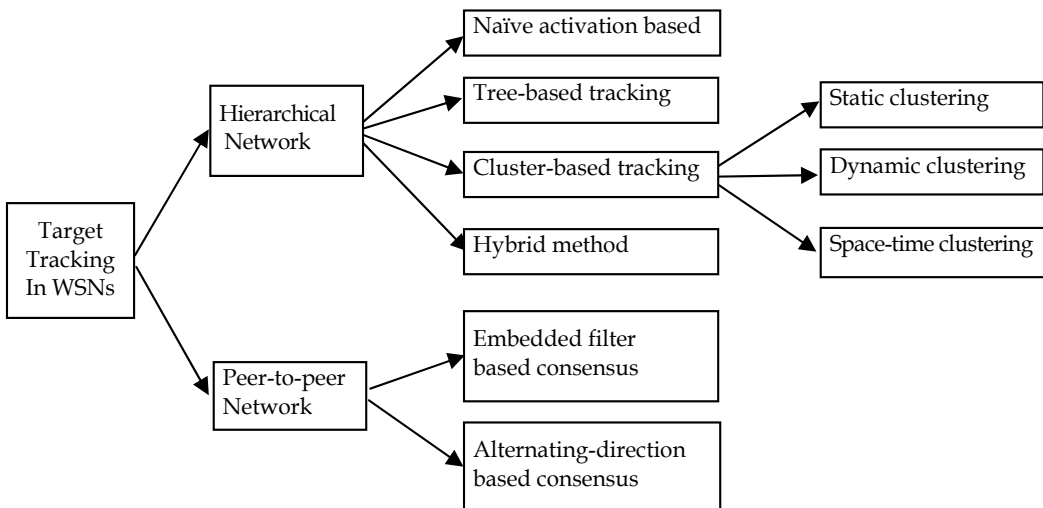 Target
Tracking
In WSNs
Hierarchical
Network
Peer-to-peer
Network
Naïve activation based
Tree-based tracking
Cluster-based tracking
Hybrid method
Embedded filter
based consensus
Alternating-direction
based consensus
Static clustering
Dynamic clustering
Space-time clustering